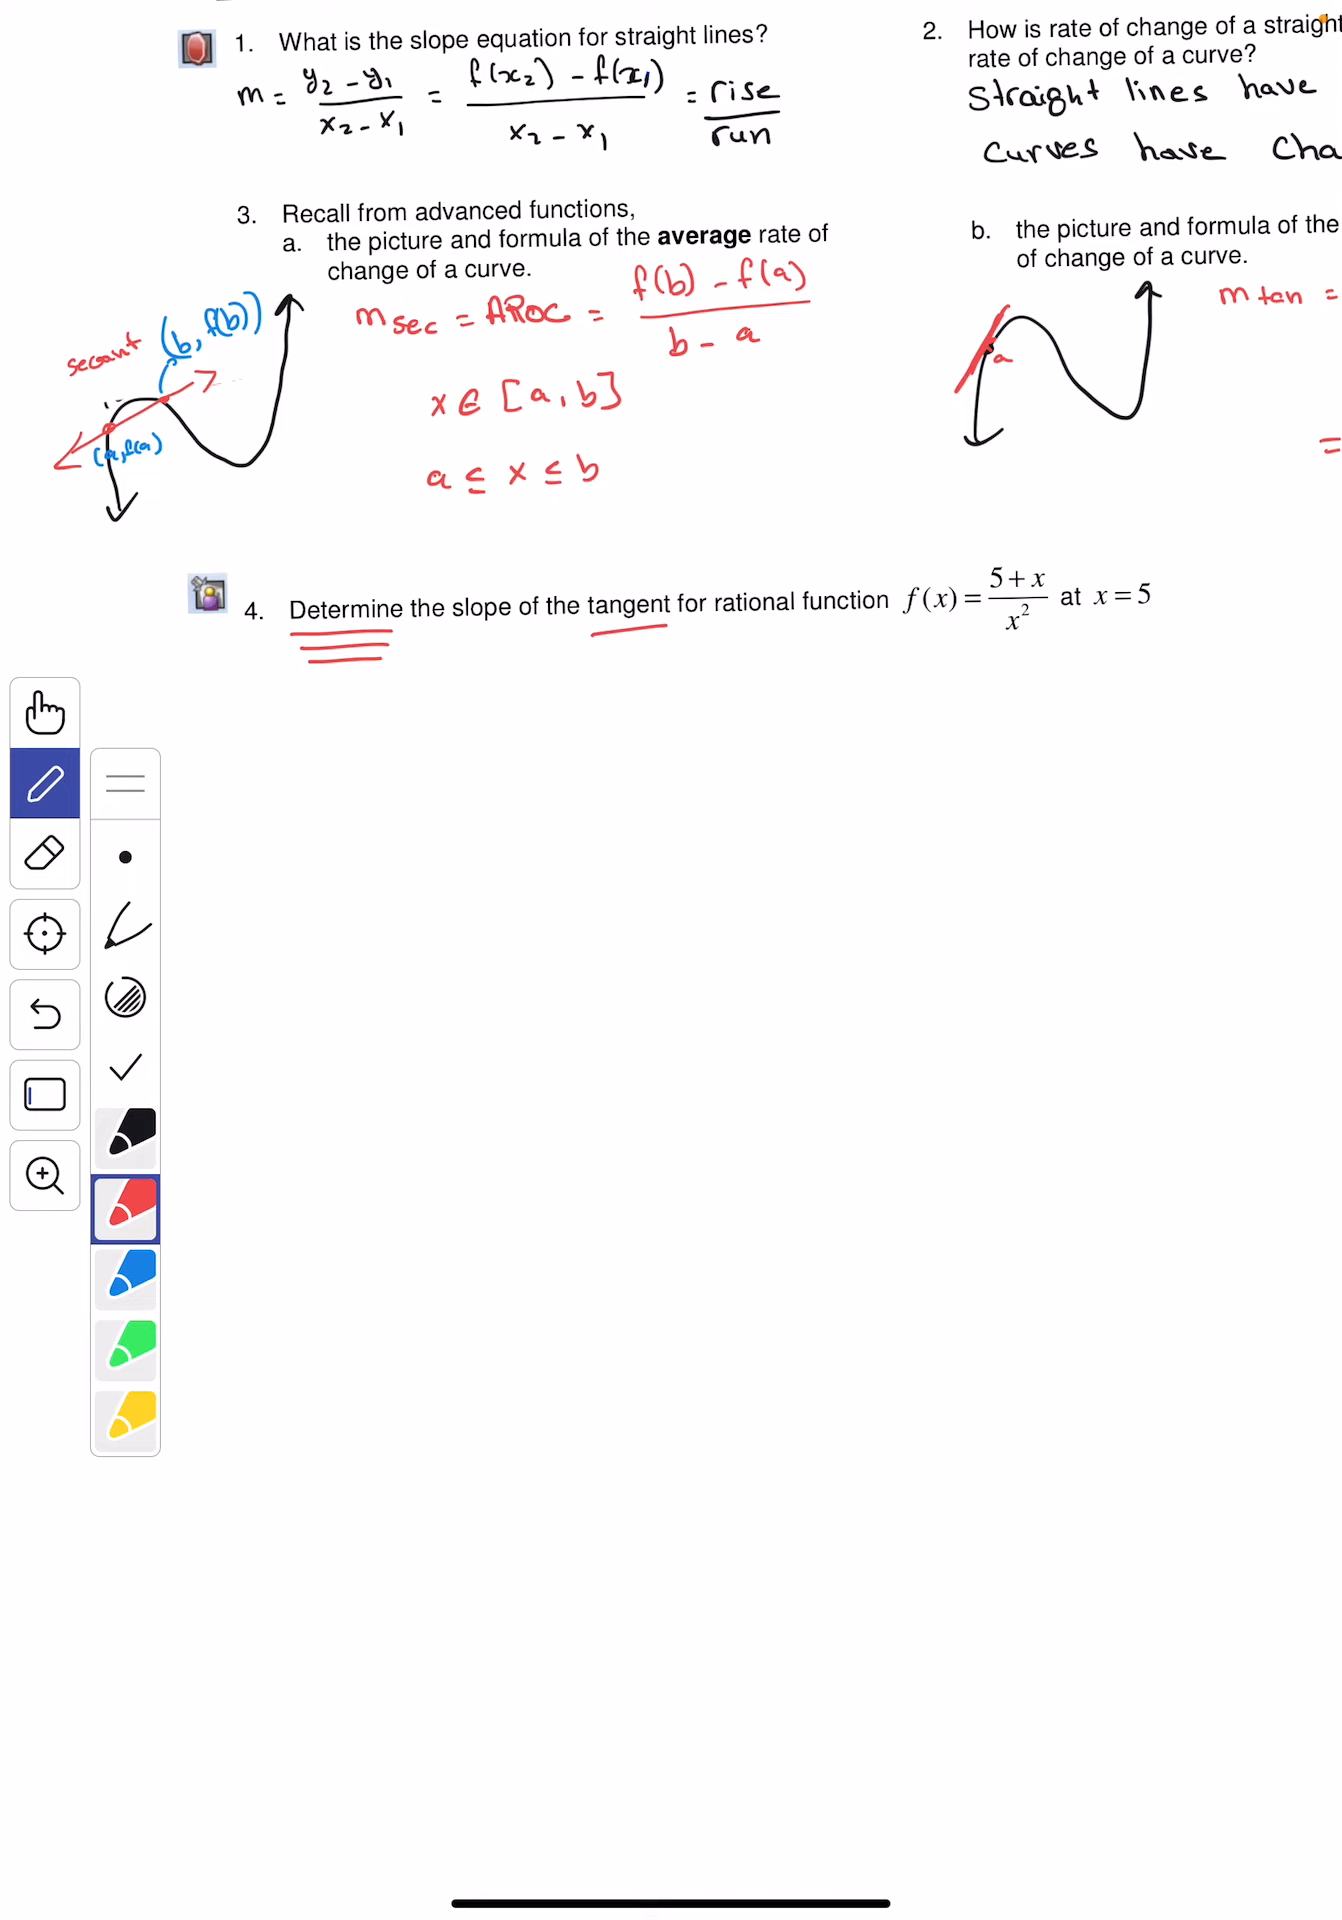 1. What is the slope equation for straight lines?
m = y₂ - y₁ / x₂ - x₁ = f(x₂) - f(x₁) / x₂ - x₁ = rise / run
2. How is rate of change of a straight
rate of change of a curve?
Straight lines have
Curves have cha
3. Recall from advanced functions,
a. the picture and formula of the average rate of
change of a curve.
secant
(b, f(b))
(a, f(a)
m sec = ARoC = f(b) - f(a) / b - a
x ∈ [a, b]
a ≤ x ≤ b
b. the picture and formula of the
of change of a curve.
m tan =
a
=
4. Determine the slope of the tangent for rational function f(x) = 5+x / x² at x = 5